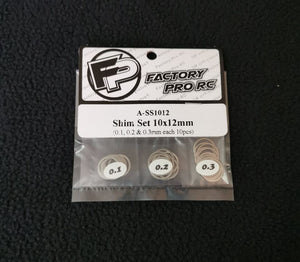 FP
FACTORY
PRO RC
A-SS1012
Shim Set 10x12mm
(0.1, 0.2 & 0.3mm each 10pcs)
0.1
0.2
0.3